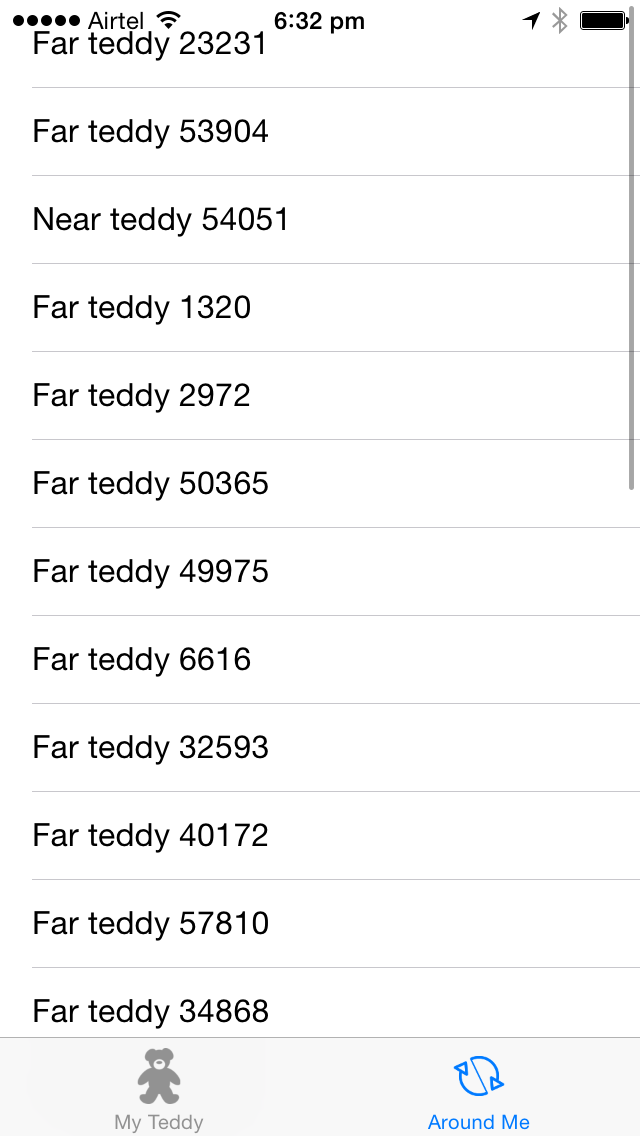 Airtel 6:32 pm
Far teddy 23231
Far teddy 53904
Near teddy 54051
Far teddy 1320
Far teddy 2972
Far teddy 50365
Far teddy 49975
Far teddy 6616
Far teddy 32593
Far teddy 40172
Far teddy 57810
Far teddy 34868
My Teddy Around Me